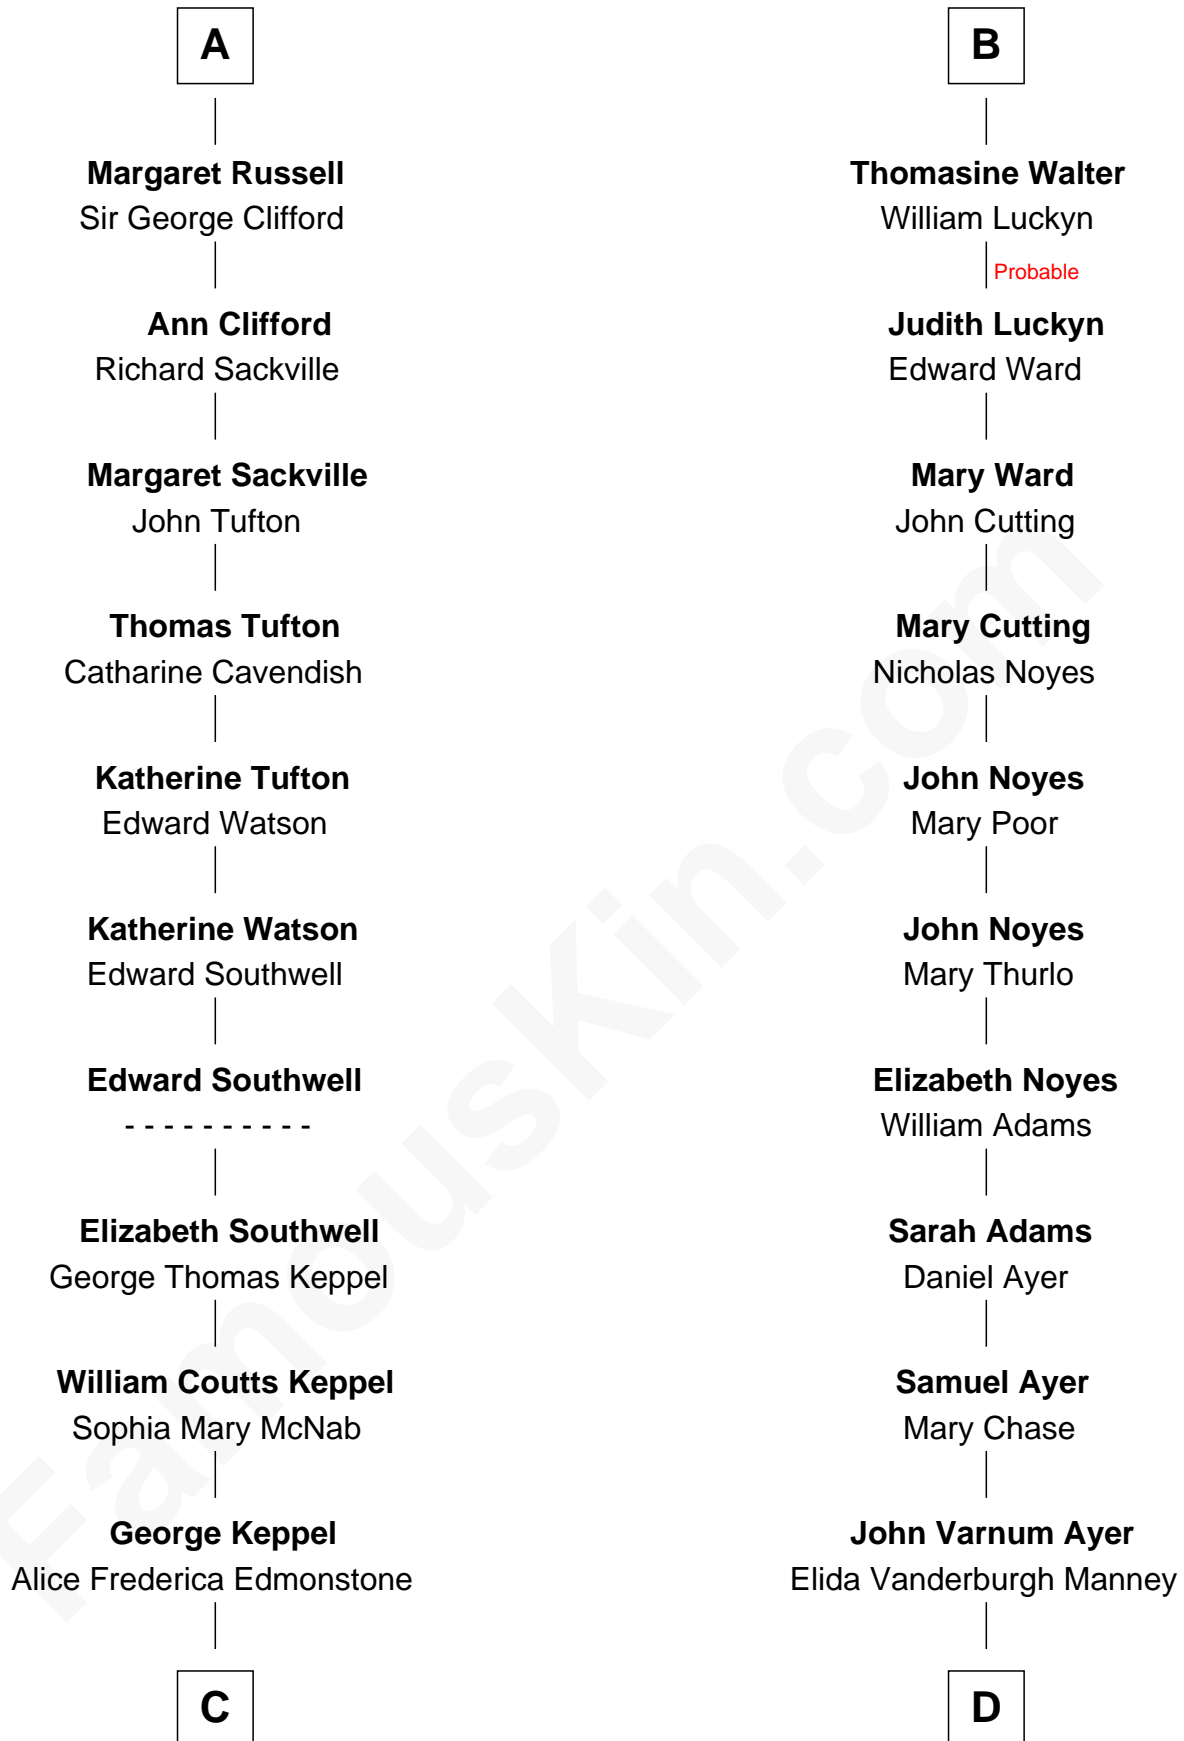 A
Margaret Russell
Sir George Clifford
Ann Clifford
Richard Sackville
Margaret Sackville
John Tufton
Thomas Tufton
Catharine Cavendish
Katherine Tufton
Edward Watson
Katherine Watson
Edward Southwell
Edward Southwell
- - - - - - - - - -
Elizabeth Southwell
George Thomas Keppel
William Coutts Keppel
Sophia Mary McNab
George Keppel
Alice Frederica Edmonstone
C
B
Thomasine Walter
William Luckyn
Probable
Judith Luckyn
Edward Ward
Mary Ward
John Cutting
Mary Cutting
Nicholas Noyes
John Noyes
Mary Poor
John Noyes
Mary Thurlo
Elizabeth Noyes
William Adams
Sarah Adams
Daniel Ayer
Samuel Ayer
Mary Chase
John Varnum Ayer
Elida Vanderburgh Manney
D
FamousKin.com